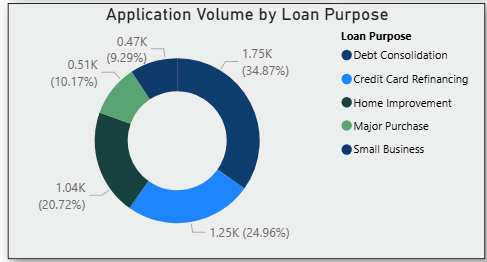 Application Volume by Loan Purpose
0.47K
(9.29%)
0.51K
(10.17%)
1.75K
(34.87%)
1.04K
(20.72%)
1.25K (24.96%)
Loan Purpose
Debt Consolidation
Credit Card Refinancing
Home Improvement
Major Purchase
Small Business